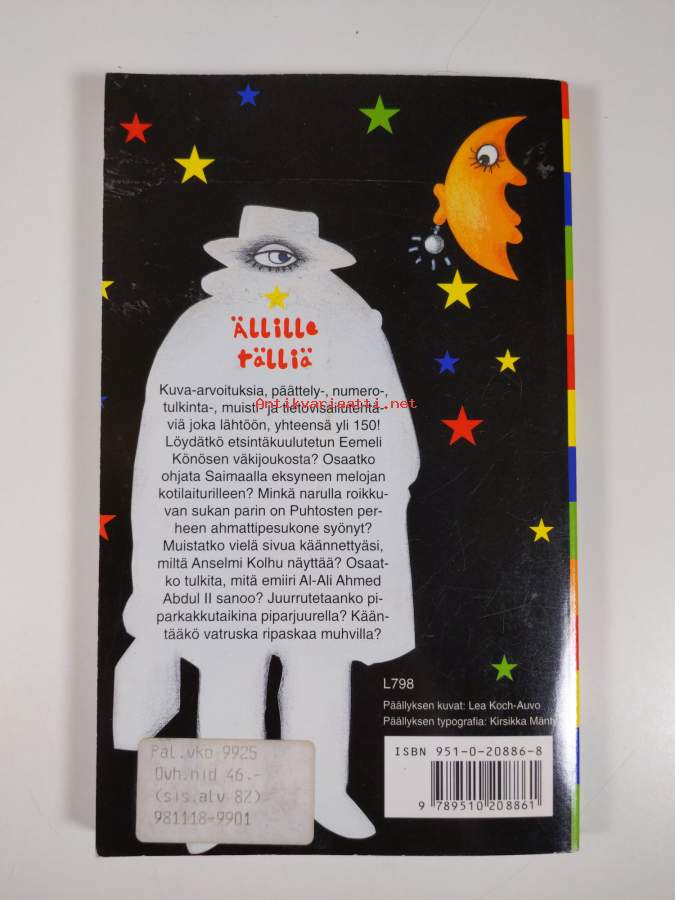 Ällille
tälliä
Kuva-arvoituksia, päättely-, numero-,
tulkinta-, muisti- ja tietovisailutehtä-
viä joka lähtöön, yhteensä yli 150!
Löydätkö etsintäkuulutetun Eemeli
Könösen väkijoukosta? Osaatko
ohjata Saimaalla eksyneen melojan
kotilaiturilleen? Minkä narulla roikku-
van sukan parin on Puhtosten per-
heen ahmattipesukone syönyt?
Muistatko vielä sivua käännettyäsi,
miltä Anselmi Kolhu näyttää? Osaat-
ko tulkita, mitä emiiri Al-Ali Ahmed
Abdul II sanoo? Juurrutetaanko pi-
parkakkutaikina piparjuurella? Kään-
tääkö vatruska ripaskaa muhvilla?
Antikvariaatti.net
L798
Päällyksen kuvat: Lea Koch-Auvo
Päällyksen typografia: Kirsikka Mänty
ISBN 951-0-20886-8
9 789510 208861
Pal.vko 9925
Ovh.nid 46.-
(sis.alv 8%)
981118-9901